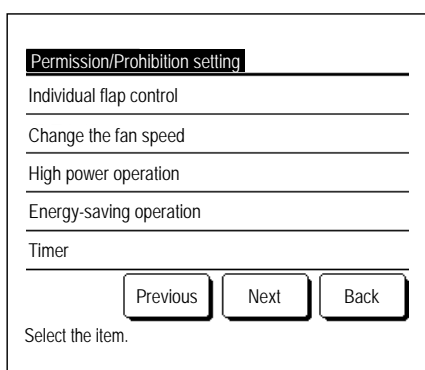 Permission/Prohibition setting
Individual flap control
Change the fan speed
High power operation
Energy-saving operation
Timer
Previous Next Back
Select the item.